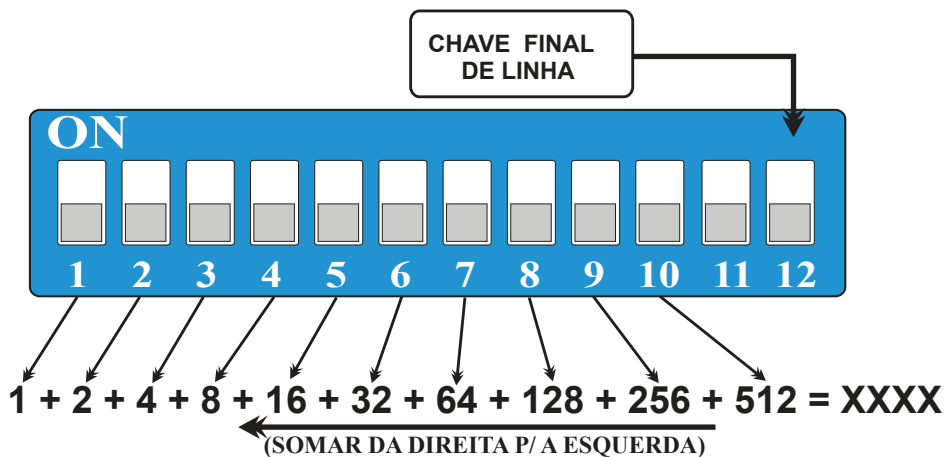 CHAVE FINAL
DE LINHA
ON
1 2 3 4 5 6 7 8 9 10 11 12
1 + 2 + 4 + 8 + 16 + 32 + 64 + 128 + 256 + 512 = XXXX
(SOMAR DA DIREITA P/ A ESQUERDA)